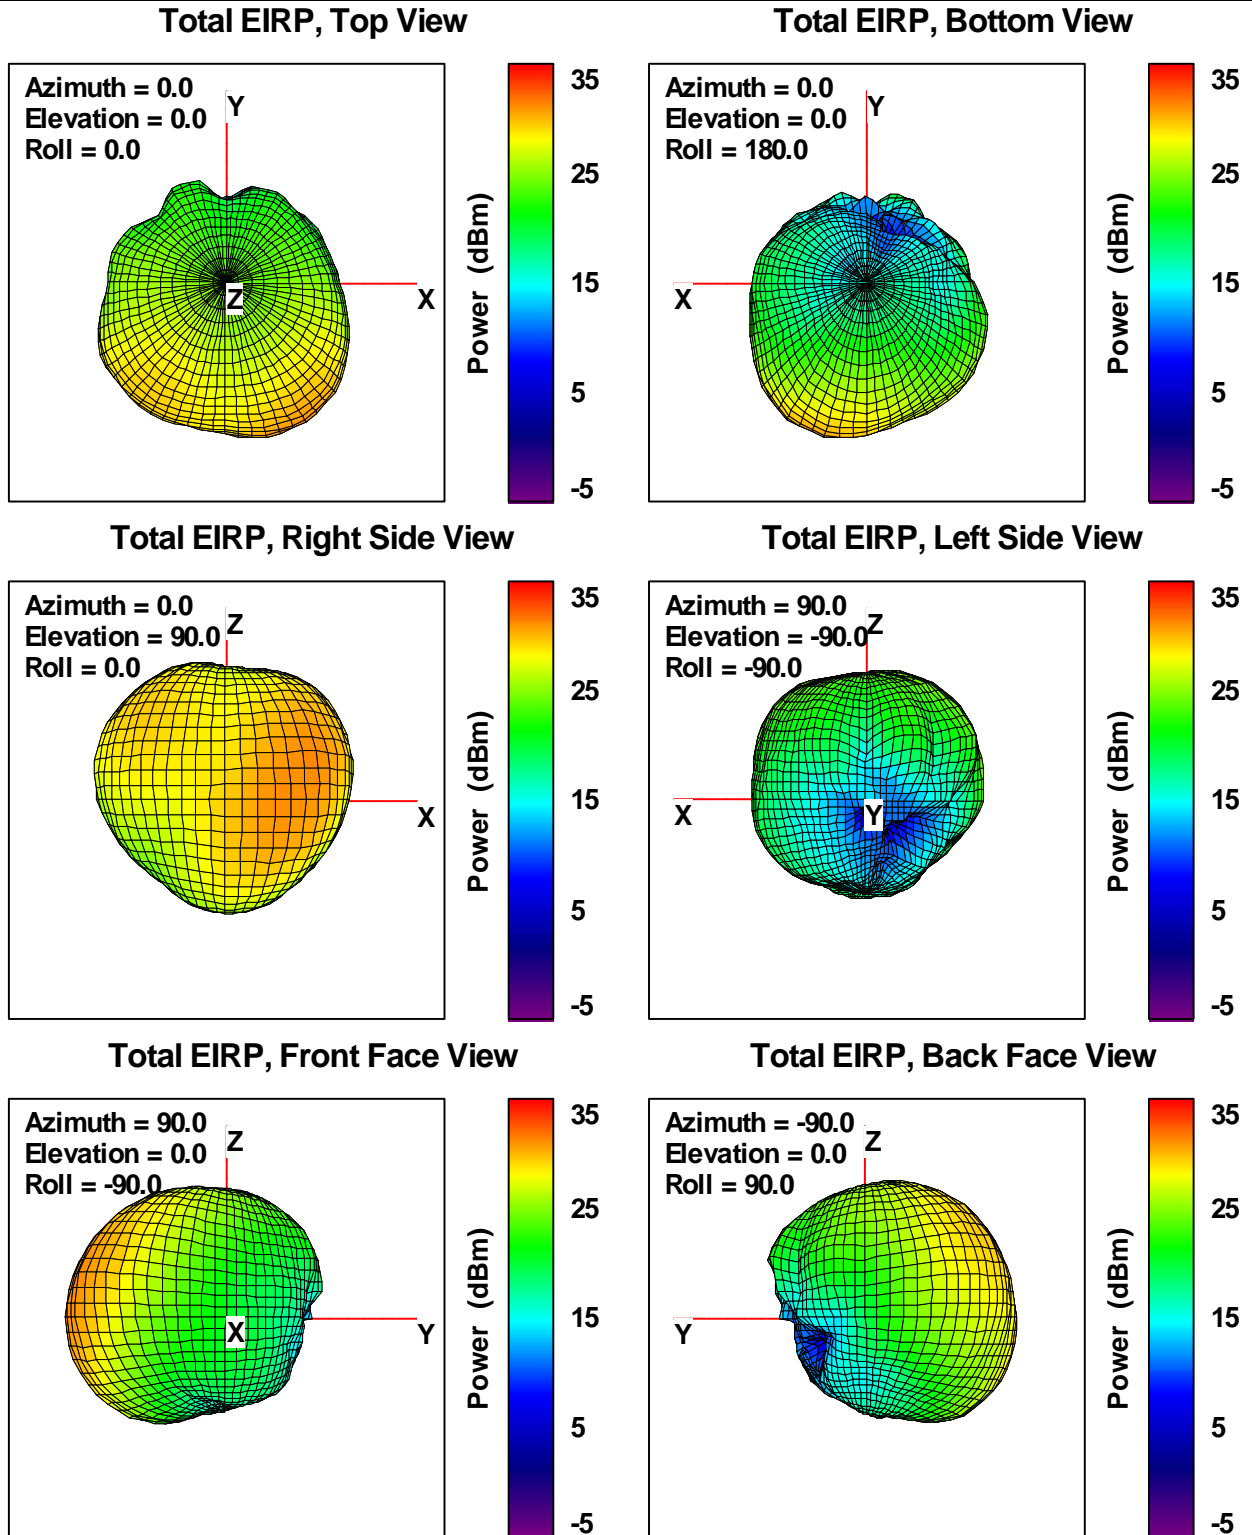 Total EIRP, Top View
Azimuth = 0.0
Elevation = 0.0
Roll = 0.0
Y
X
Z
Power (dBm)
35
25
15
5
-5
Total EIRP, Bottom View
Azimuth = 0.0
Elevation = 0.0
Roll = 180.0
Y
X
Power (dBm)
35
25
15
5
-5
Total EIRP, Right Side View
Azimuth = 0.0
Elevation = 90.0
Roll = 0.0
Z
X
Power (dBm)
35
25
15
5
-5
Total EIRP, Left Side View
Azimuth = 90.0
Elevation = -90.0
Roll = -90.0
Z
X
Y
Power (dBm)
35
25
15
5
-5
Total EIRP, Front Face View
Azimuth = 90.0
Elevation = 0.0
Roll = -90.0
Z
X
Y
Power (dBm)
35
25
15
5
-5
Total EIRP, Back Face View
Azimuth = -90.0
Elevation = 0.0
Roll = 90.0
Z
Y
Power (dBm)
35
25
15
5
-5